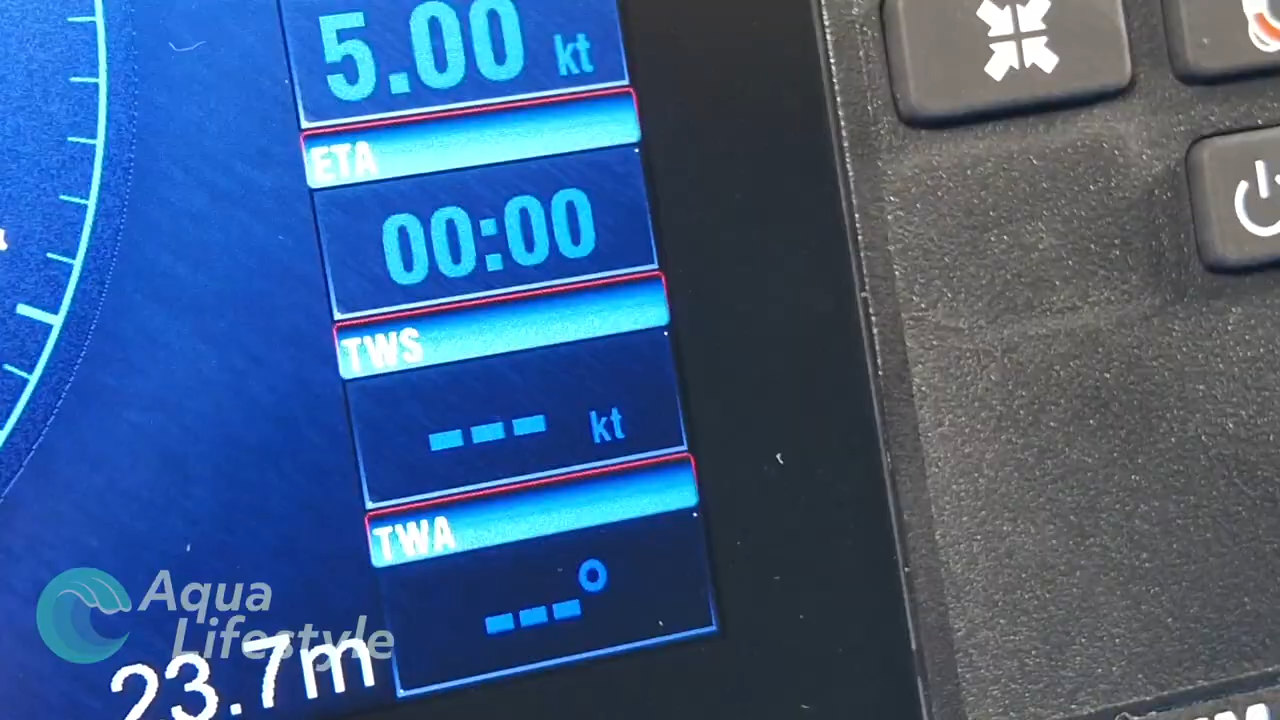 5.00 kt
ETA
00:00
TWS
--- kt
TWA
---°
Aqua
Lifestyle
23.7m